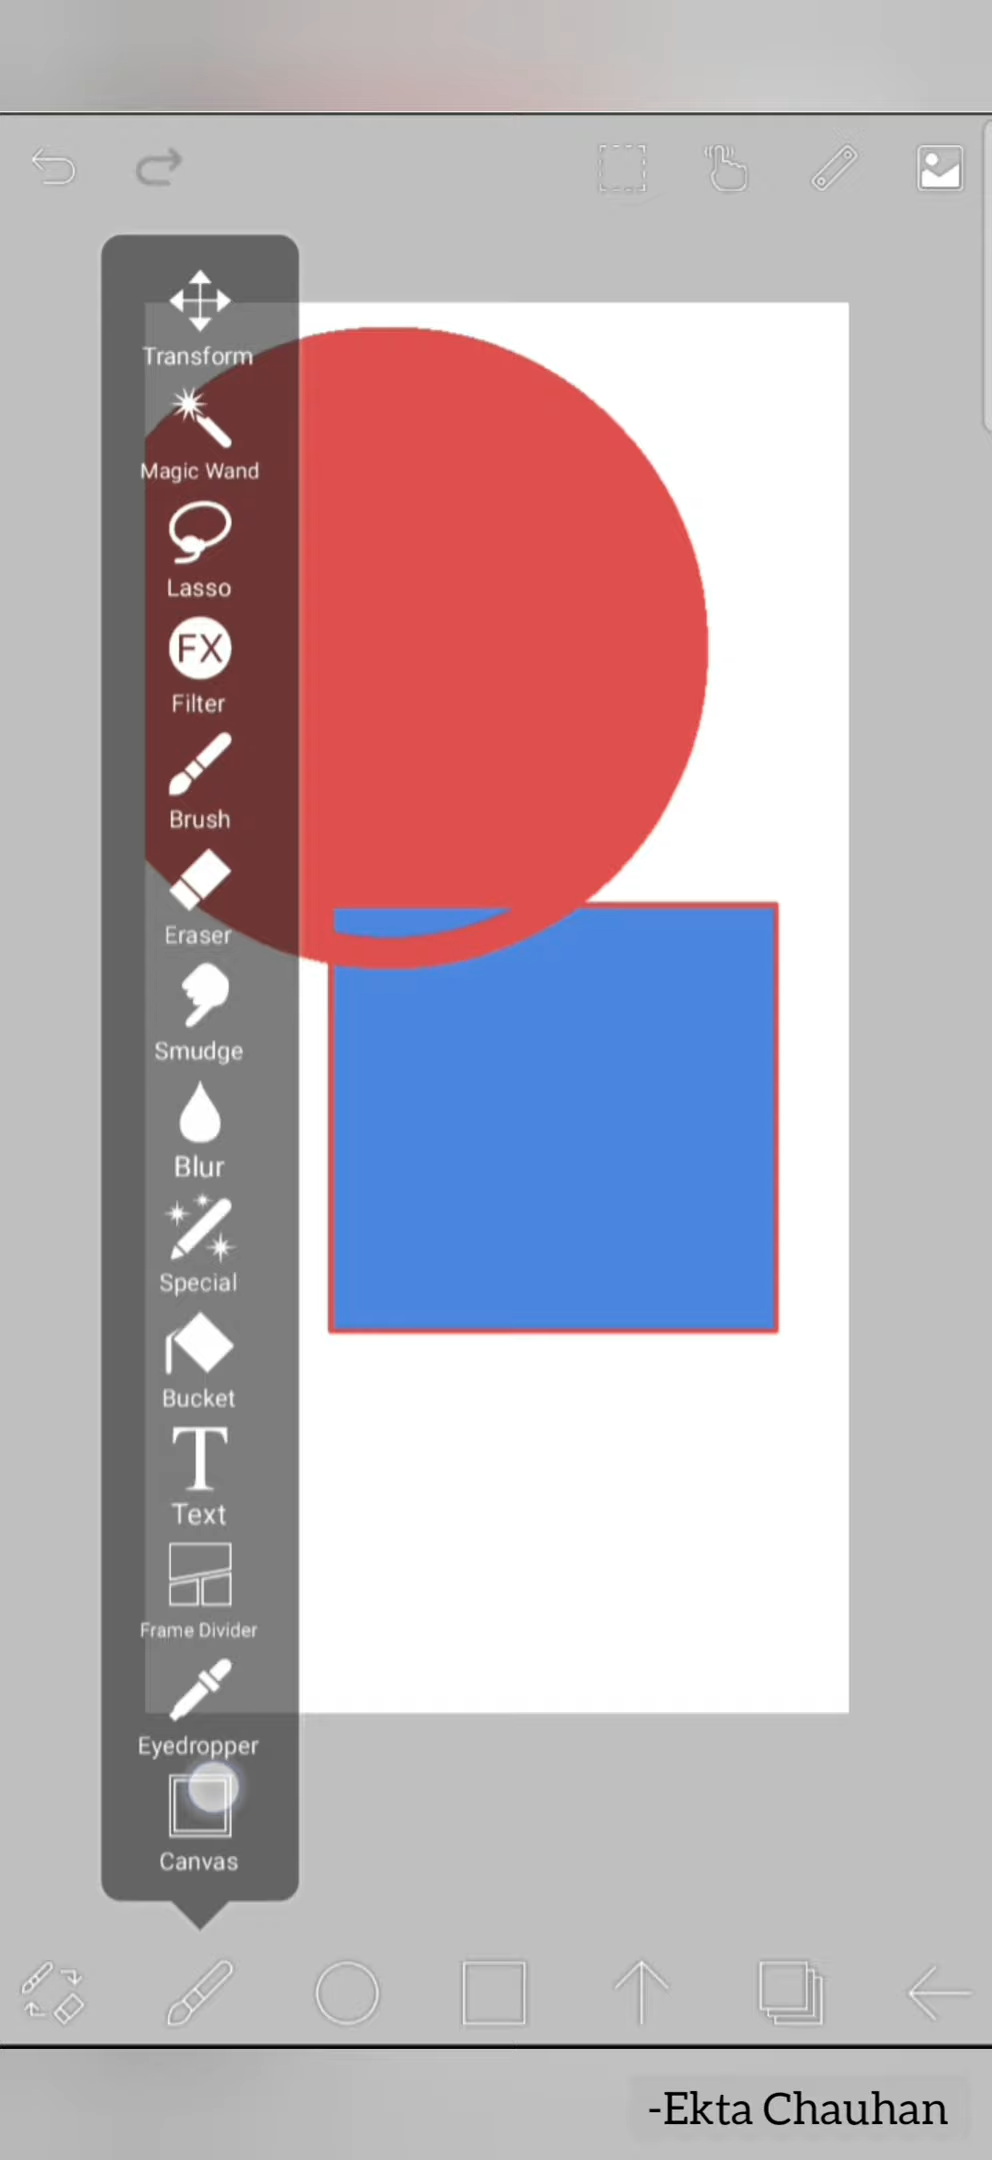 Transform
Magic Wand
Lasso
FX
Filter
Brush
Eraser
Smudge
Blur
Special
Bucket
T
Text
Frame Divider
Eyedropper
Canvas
-Ekta Chauhan